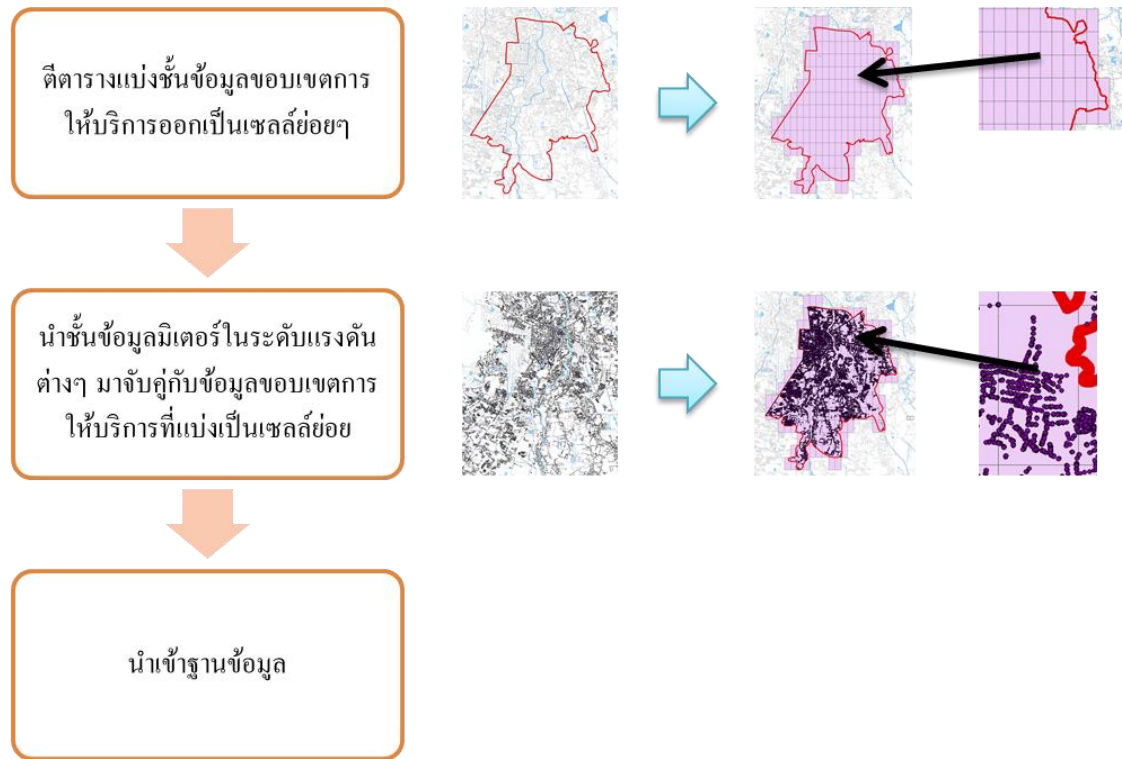 ตีตารางแบ่งชั้นข้อมูลขอบเขตการ
ให้บริการออกเป็นเซลล์ย่อยๆ
นำชั้นข้อมูลมิเตอร์ในระดับแรงดัน
ต่างๆ มาจับคู่กับข้อมูลขอบเขตการ
ให้บริการที่แบ่งเป็นเซลล์ย่อย
นำเข้าฐานข้อมูล